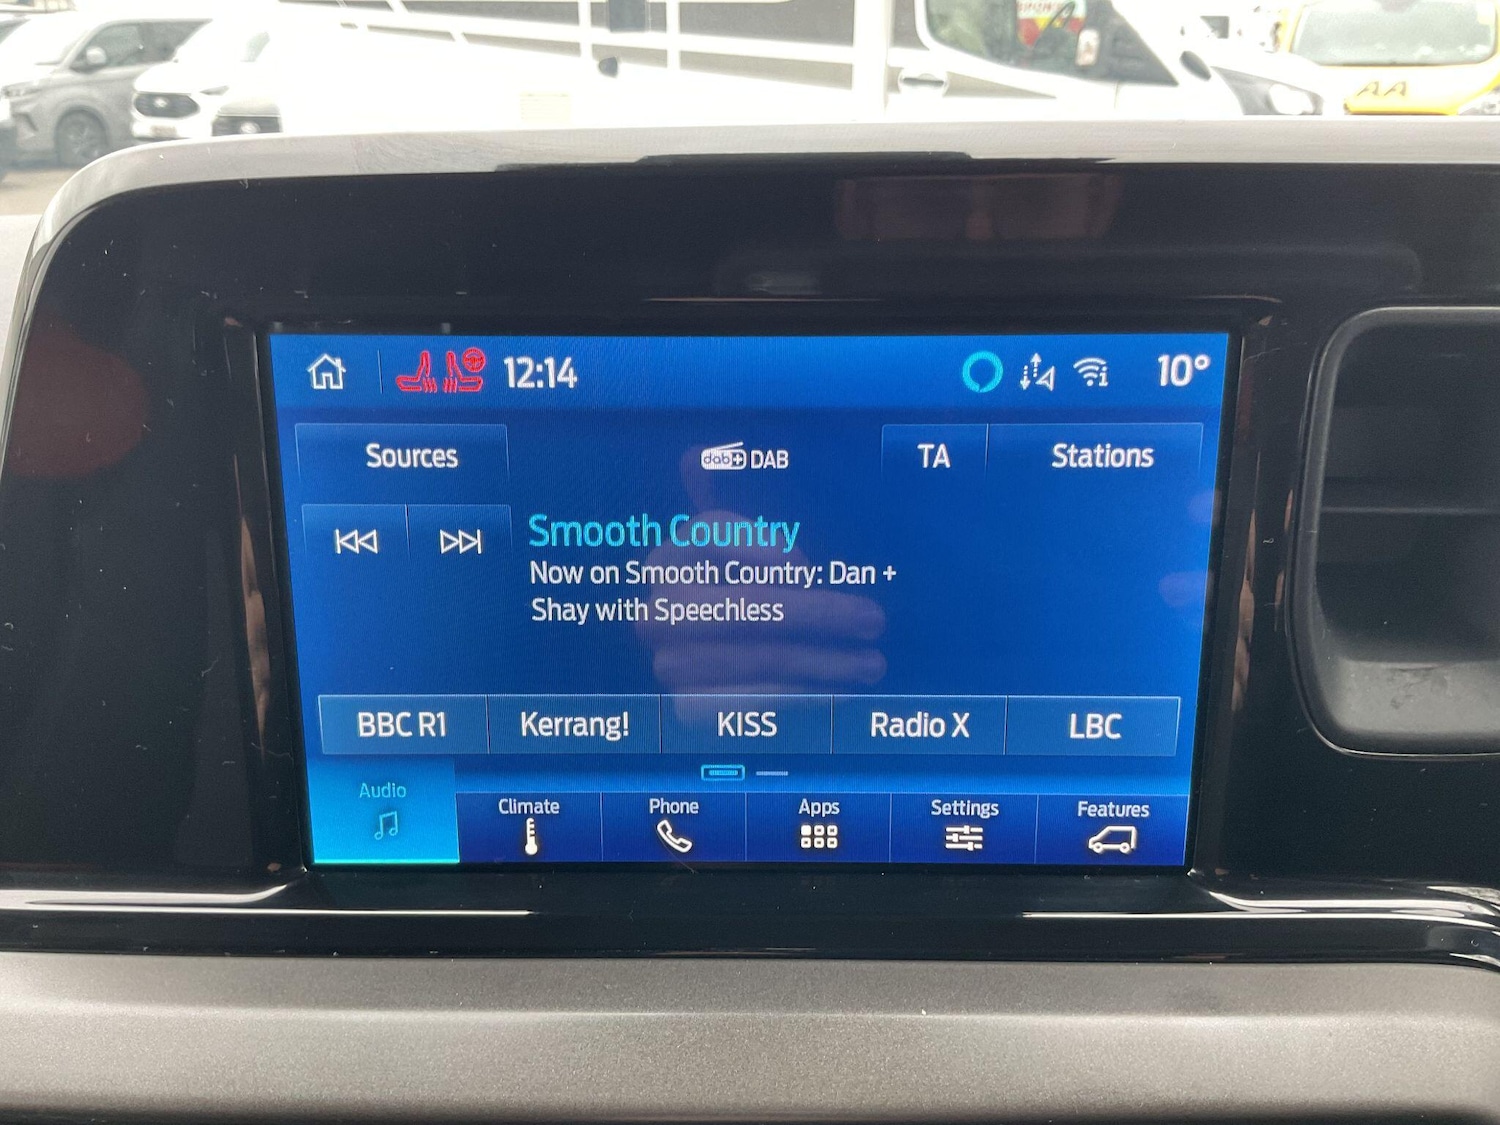 AA
12:14
10°
Sources
dab+ DAB
TA
Stations
Smooth Country
Now on Smooth Country: Dan +
Shay with Speechless
BBC R1
Kerrang!
KISS
Radio X
LBC
Audio
Climate
Phone
Apps
Settings
Features